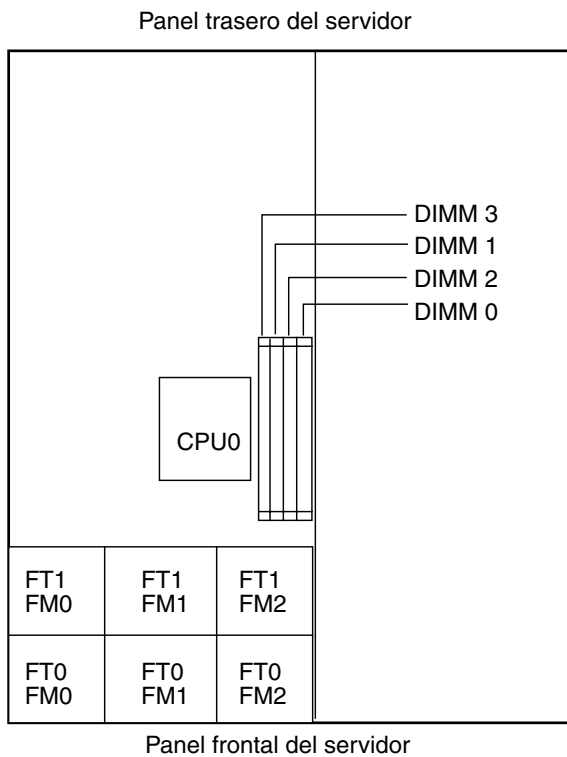 Panel trasero del servidor
DIMM 3
DIMM 1
DIMM 2
DIMM 0
CPU0
FT1 FT1 FT1
FM0 FM1 FM2
FT0 FT0 FT0
FM0 FM1 FM2
Panel frontal del servidor